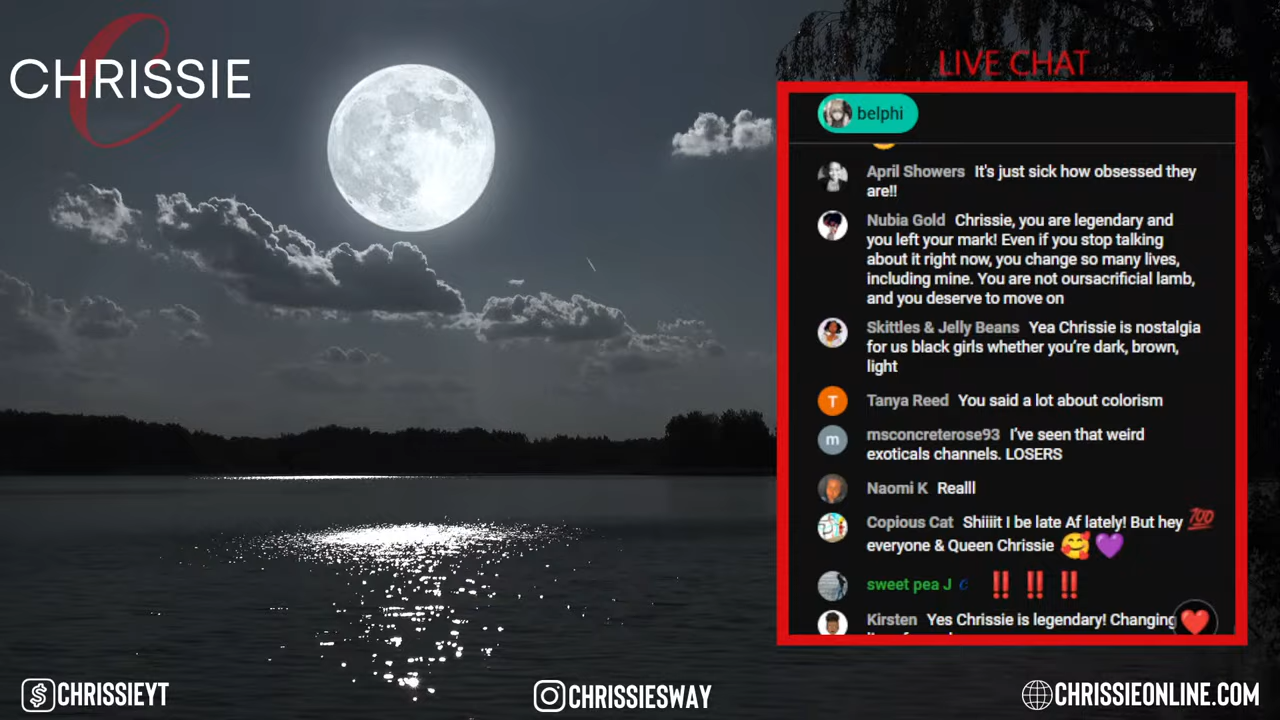 CHRISSIE
LIVE CHAT
belphi
April Showers It's just sick how obsessed they
are!!
Nubia Gold Chrissie, you are legendary and
you left your mark! Even if you stop talking
about it right now, you change so many lives,
including mine. You are not oursacrificial lamb,
and you deserve to move on
Skittles & Jelly Beans Yea Chrissie is nostalgia
for us black girls whether you're dark, brown,
light
Tanya Reed You said a lot about colorism
msconcreterose93 I've seen that weird
exoticals channels. LOSERS
Naomi K Realll
Copious Cat Shiiiit I be late Af lately! But hey 💯
everyone & Queen Chrissie 🥰 💜
sweet pea J ‼️ ‼️ ‼️
Kirsten Yes Chrissie is legendary! Changing
CHRISSIEYT
CHRISSIESWAY
CHRISSIEONLINE.COM